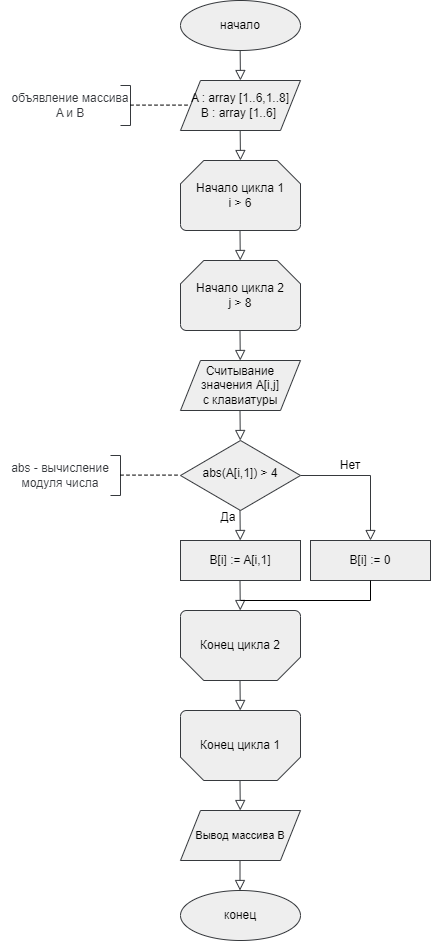 начало
объявление массива
A и B
A : array [1..6,1..8]
B : array [1..6]
Начало цикла 1
i > 6
Начало цикла 2
j > 8
Считывание
значения A[i,j]
с клавиатуры
abs - вычисление
модуля числа
abs(A[i,1]) > 4
Нет
Да
B[i] := A[i,1]
B[i] := 0
Конец цикла 2
Конец цикла 1
Вывод массива B
конец